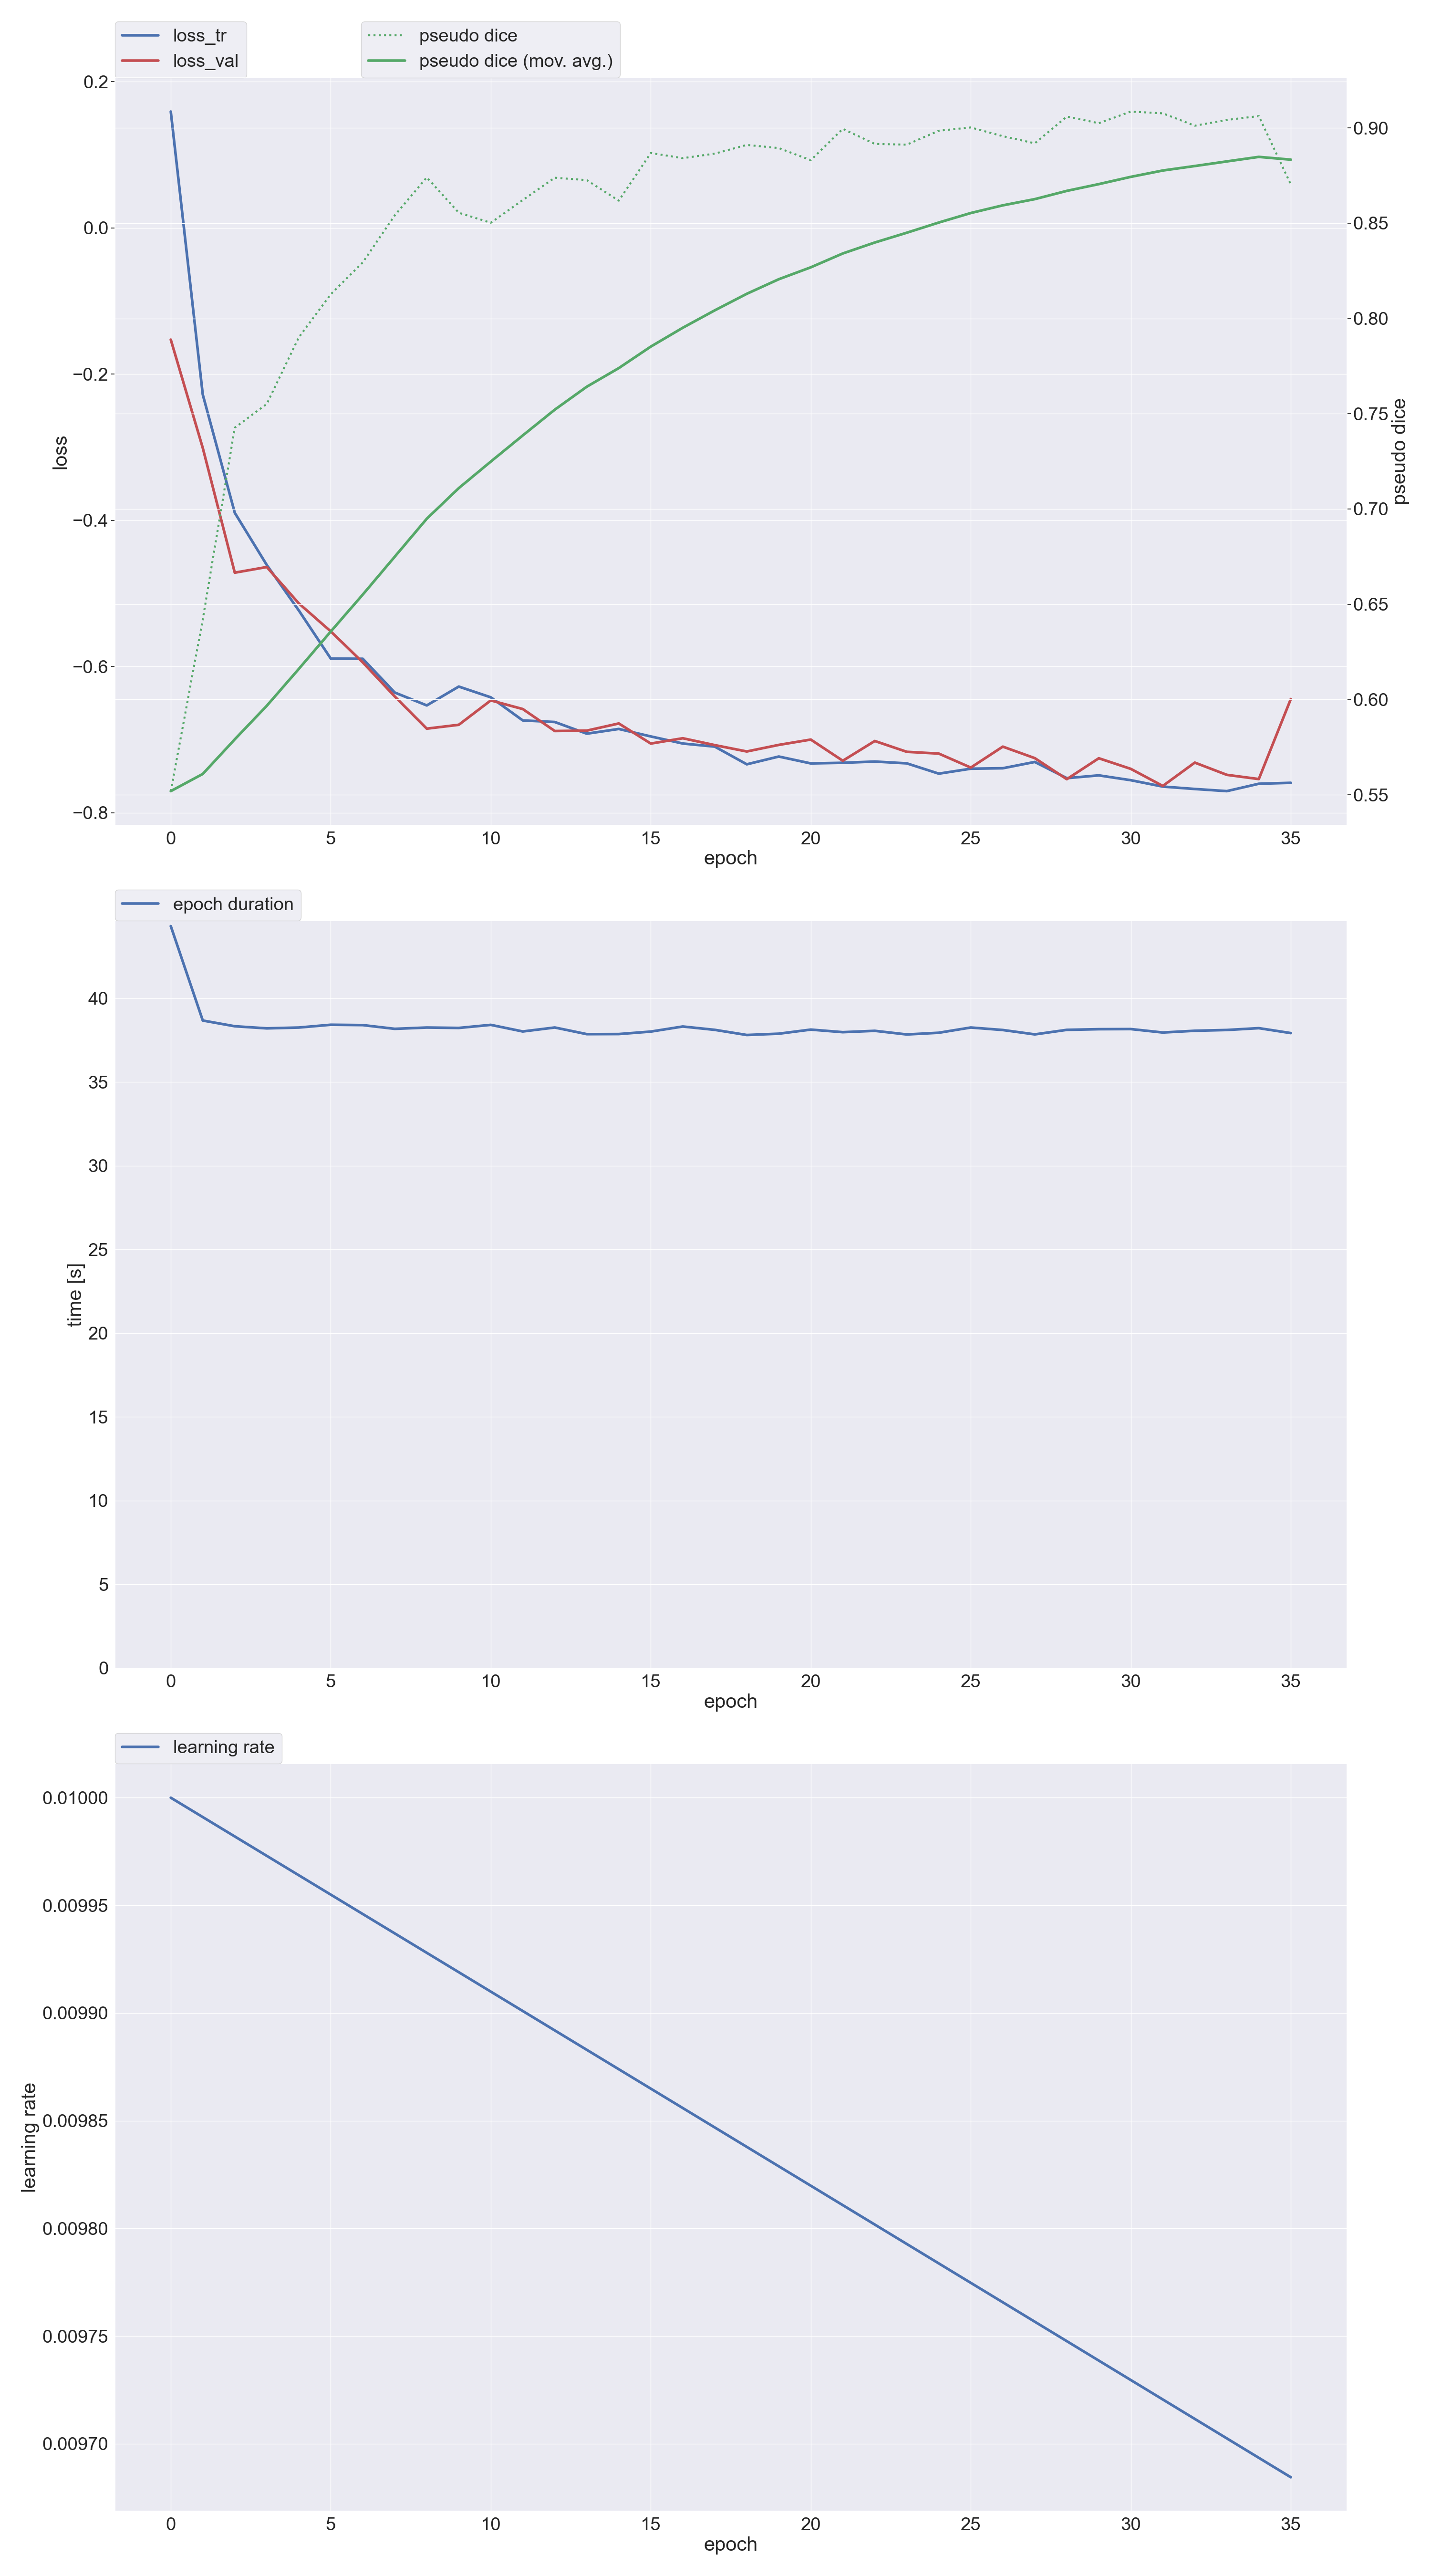 loss_tr
loss_val
pseudo dice
pseudo dice (mov. avg.)
0.2
0.0
−0.2
−0.4
−0.6
−0.8
loss
0.90
0.85
0.80
0.75
0.70
0.65
0.60
0.55
pseudo dice
0 5 10 15 20 25 30 35
epoch
epoch duration
40
35
30
25
20
15
10
5
0
time [s]
0 5 10 15 20 25 30 35
epoch
learning rate
0.01000
0.00995
0.00990
0.00985
0.00980
0.00975
0.00970
learning rate
0 5 10 15 20 25 30 35
epoch